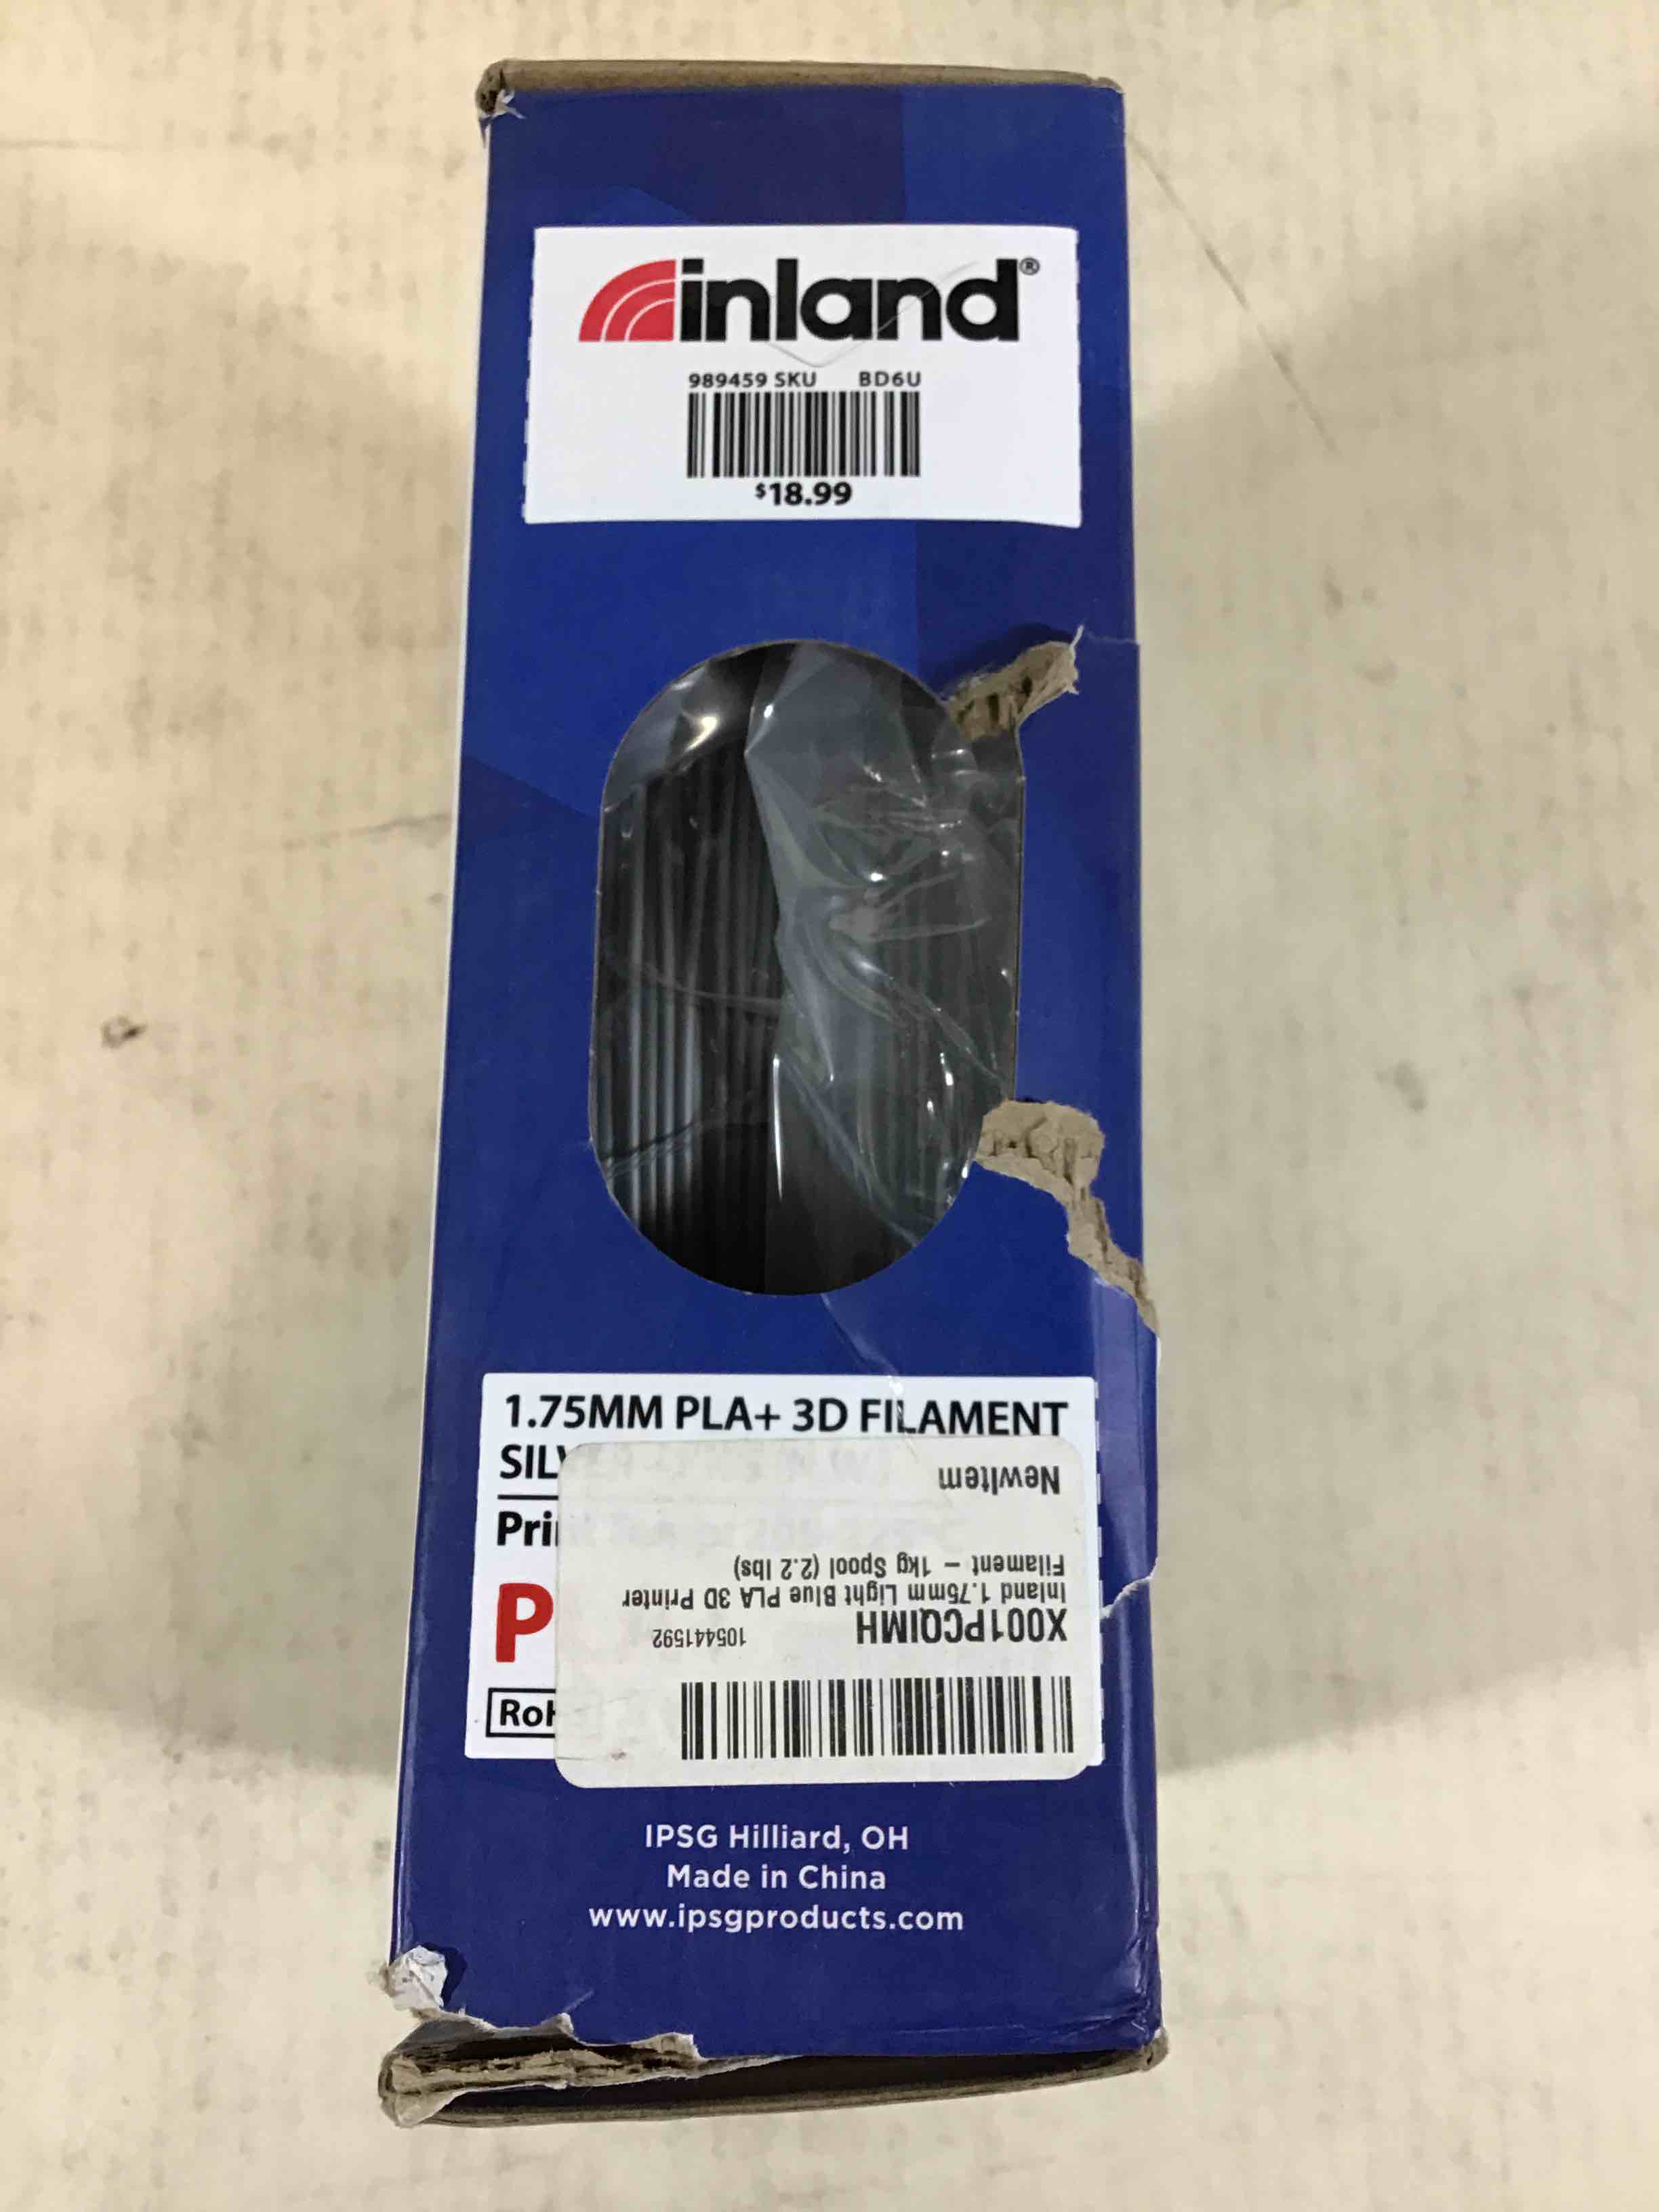 inland®
989459 SKU BD6U
$18.99
1.75MM PLA+ 3D FILAMENT
SILVER
Pri
P
RoH
NewItem
Filament – 1kg Spool (2.2 lbs)
Inland 1.75mm Light Blue PLA 3D Printer
X001PCQIMH 105441592
IPSG Hilliard, OH
Made in China
www.ipsgproducts.com